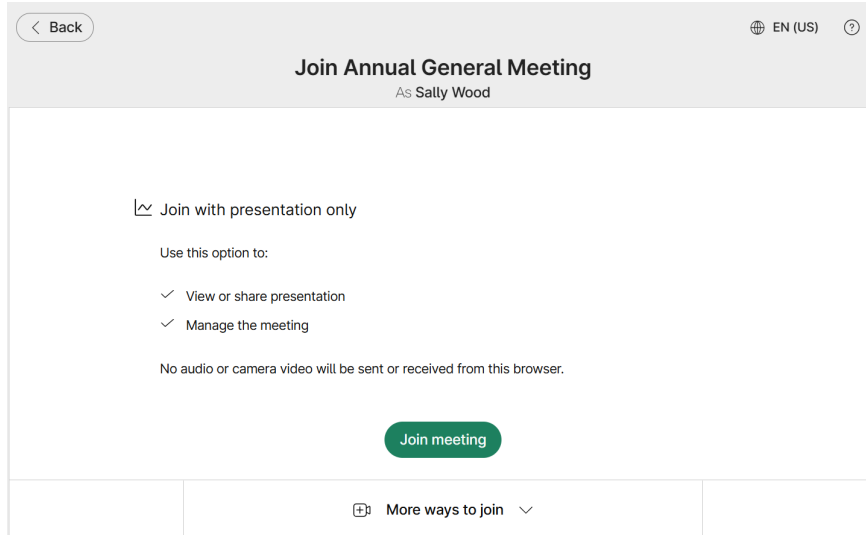 Back
EN (US)
Join Annual General Meeting
As Sally Wood
Join with presentation only
Use this option to:
View or share presentation
Manage the meeting
No audio or camera video will be sent or received from this browser.
Join meeting
More ways to join